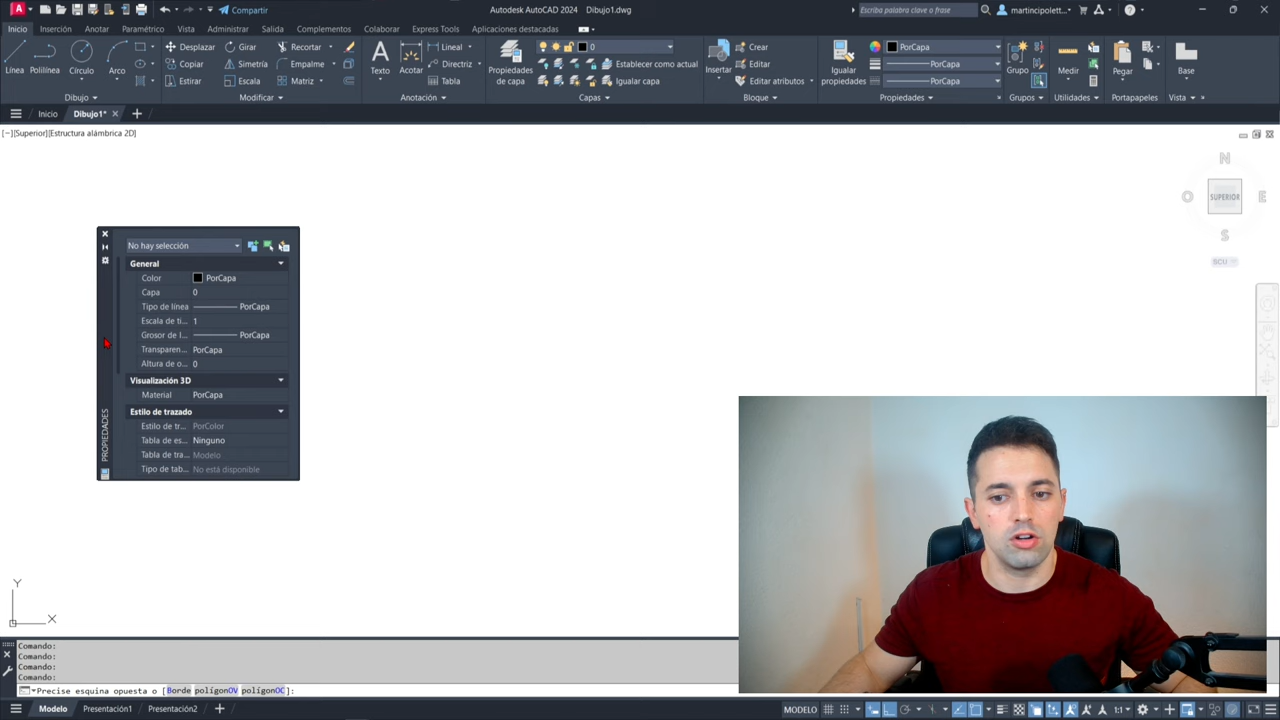 Compartir
Autodesk AutoCAD 2024 Dibujo1.dwg
Escriba palabra clave o frase
martincipolett...
Inicio Inserción Anotar Paramétrico Vista Administrar Salida Complementos Colaborar Express Tools Aplicaciones destacadas
Línea Polilínea Círculo Arco
Desplazar Girar Recortar
Copiar Simetría Empalme
Estirar Escala Matriz
Texto Acotar
Lineal
Directriz
Tabla
Propiedades de capa
0
Establecer como actual
Igualar capa
Insertar
Crear
Editar
Editar atributos
Igualar propiedades
PorCapa
PorCapa
PorCapa
Grupo
Medir
Pegar
Base
Dibujo Modificar Anotación Capas Bloque Propiedades Grupos Utilidades Portapapeles Vista
Inicio Dibujo1*
[−][Superior][Estructura alámbrica 2D]
N
O SUPERIOR E
S
SCU
No hay selección
General
Color PorCapa
Capa 0
Tipo de línea PorCapa
Escala de ti... 1
Grosor de l... PorCapa
Transparen... PorCapa
Altura de o... 0
Visualización 3D
Material PorCapa
Estilo de trazado
Estilo de tr... PorColor
Tabla de es... Ninguno
Tabla de tra... Modelo
Tipo de tab... No está disponible
PROPIEDADES
Y
X
Comando:
Comando:
Comando:
Comando:
Precise esquina opuesta o [Borde polígonOV polígonOC]:
Modelo Presentación1 Presentación2
MODELO
1:1